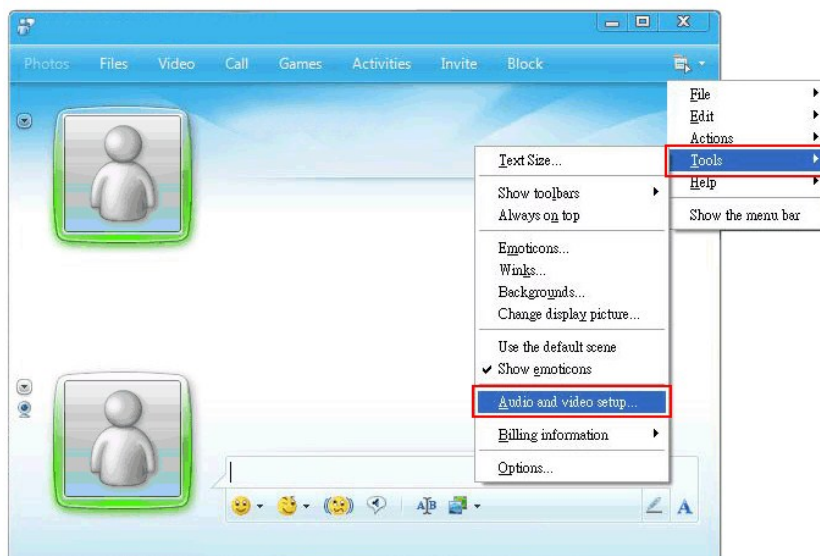 Photos Files Video Call Games Activities Invite Block
File
Edit
Actions
Tools
Help
Show the menu bar
Text Size...
Show toolbars
Always on top
Emoticons...
Winks...
Backgrounds...
Change display picture...
Use the default scene
Show emoticons
Audio and video setup...
Billing information
Options...
A B
A